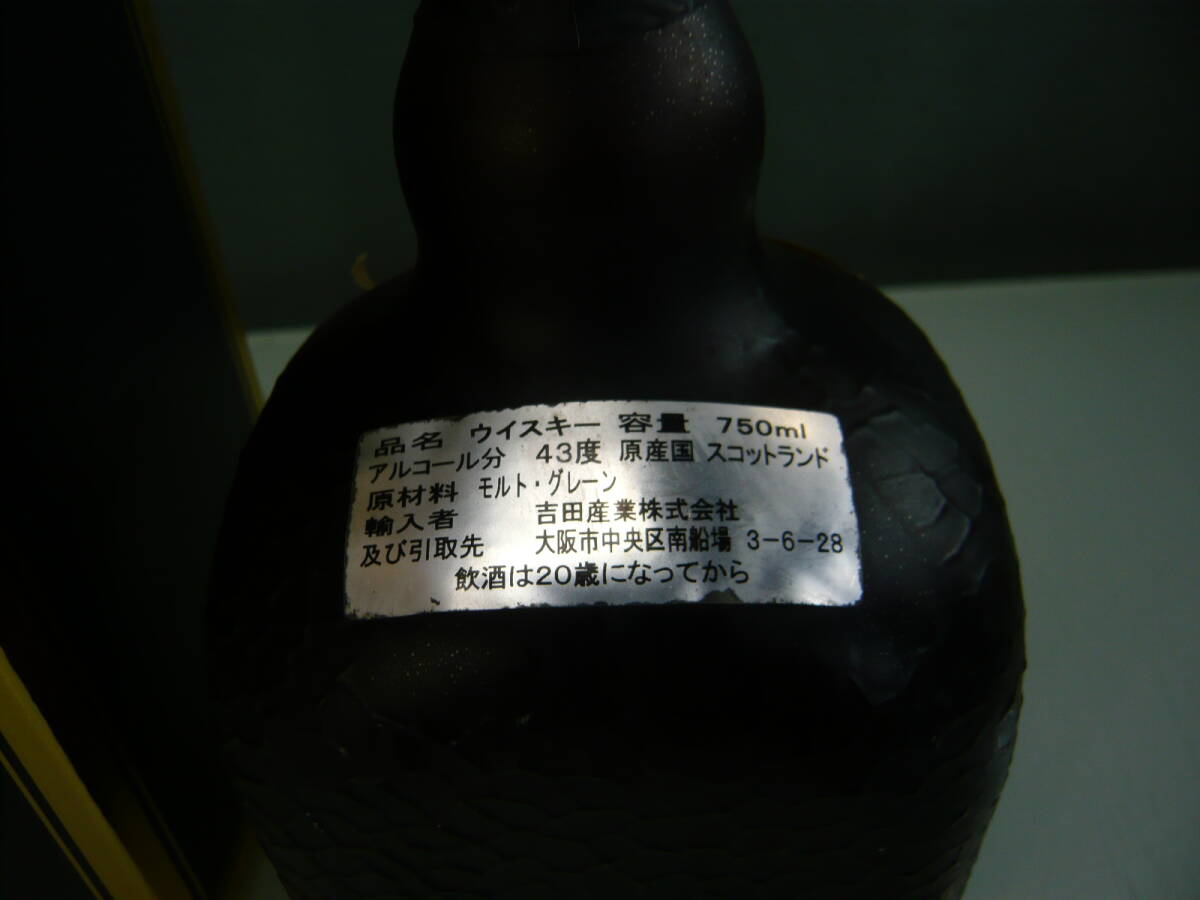 品名 ウイスキー 容量 750ml
アルコール分 43度 原産国 スコットランド
原材料 モルト・グレーン
輸入者 吉田産業株式会社
及び引取先 大阪市中央区南船場 3-6-28
飲酒は20歳になってから